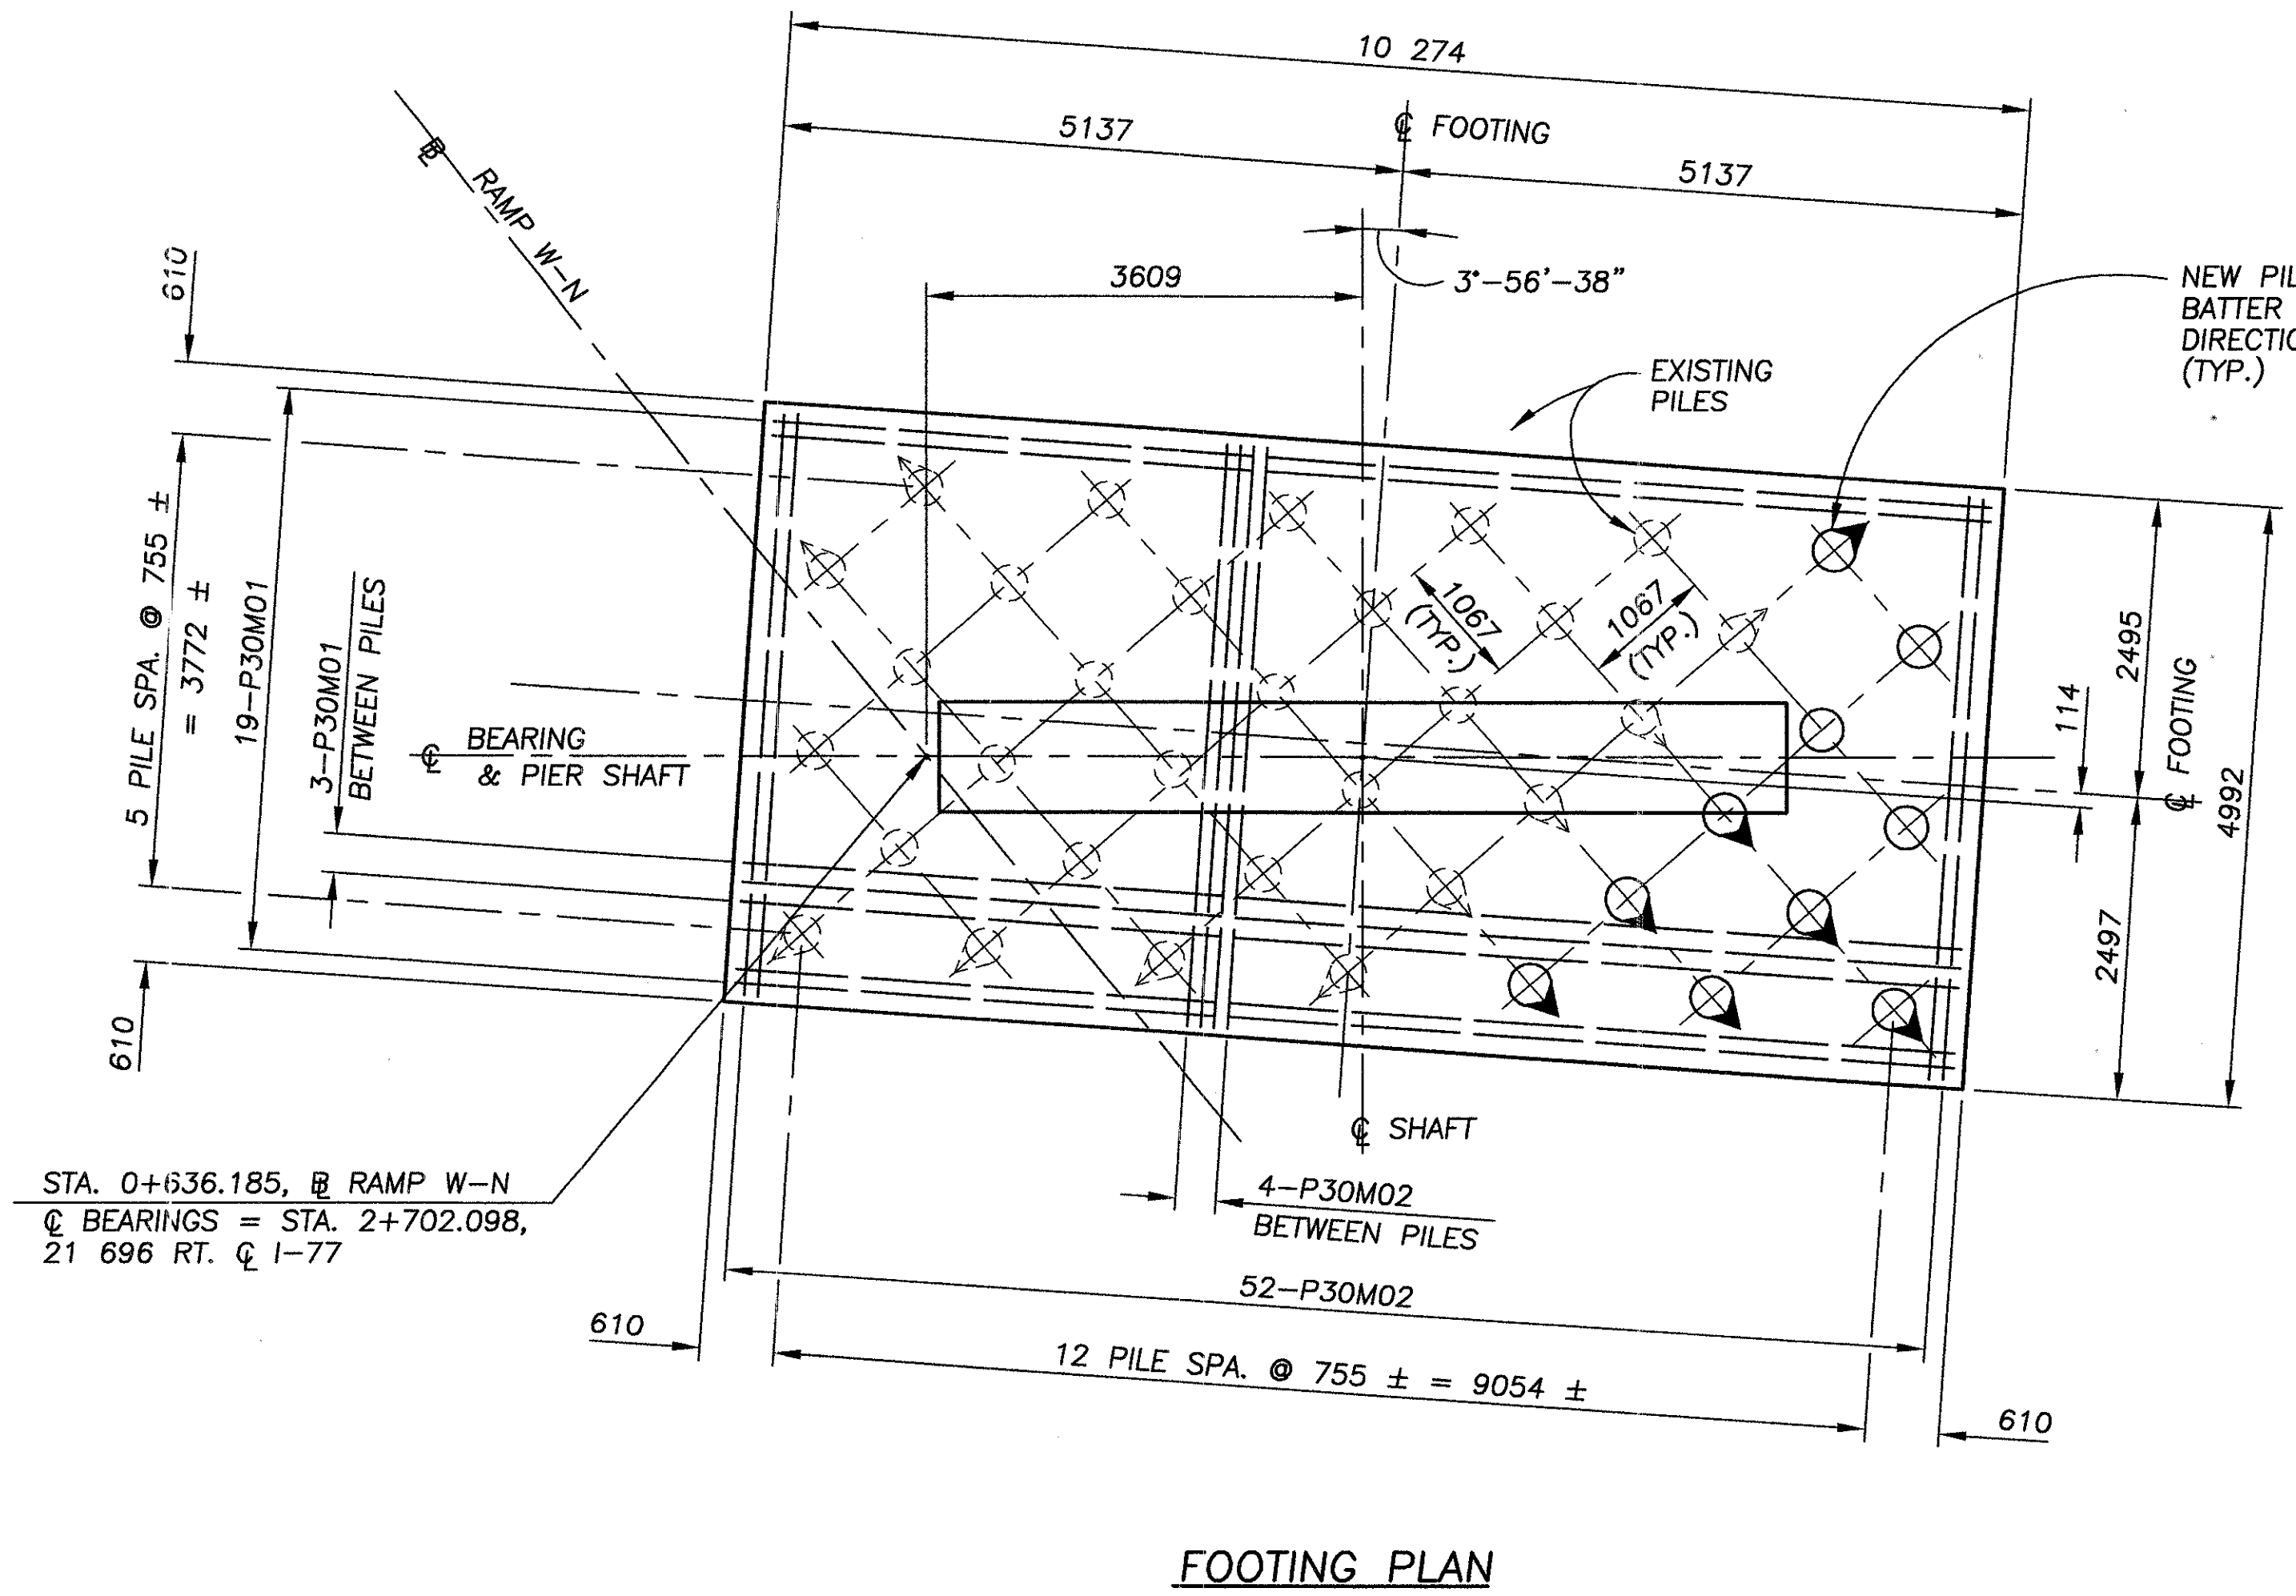 10 274
5137
℄ FOOTING
5137
RAMP W-N
3609
3°-56'-38"
610
BATTER
(TYP.)
EXISTING
PILES
5 PILE SPA. @ 755 ±
= 3772 ±
19-P30M01
3-P30M01
BETWEEN PILES
1067
(TYP.)
1067
(TYP.)
2495
114
℄ FOOTING
4992
2497
℄ BEARING
& PIER SHAFT
610
℄ SHAFT
STA. 0+636.185, ⅊ RAMP W-N
℄ BEARINGS = STA. 2+702.098,
21 696 RT. ℄ I-77
4-P30M02
BETWEEN PILES
52-P30M02
610
12 PILE SPA. @ 755 ± = 9054 ±
610
FOOTING PLAN